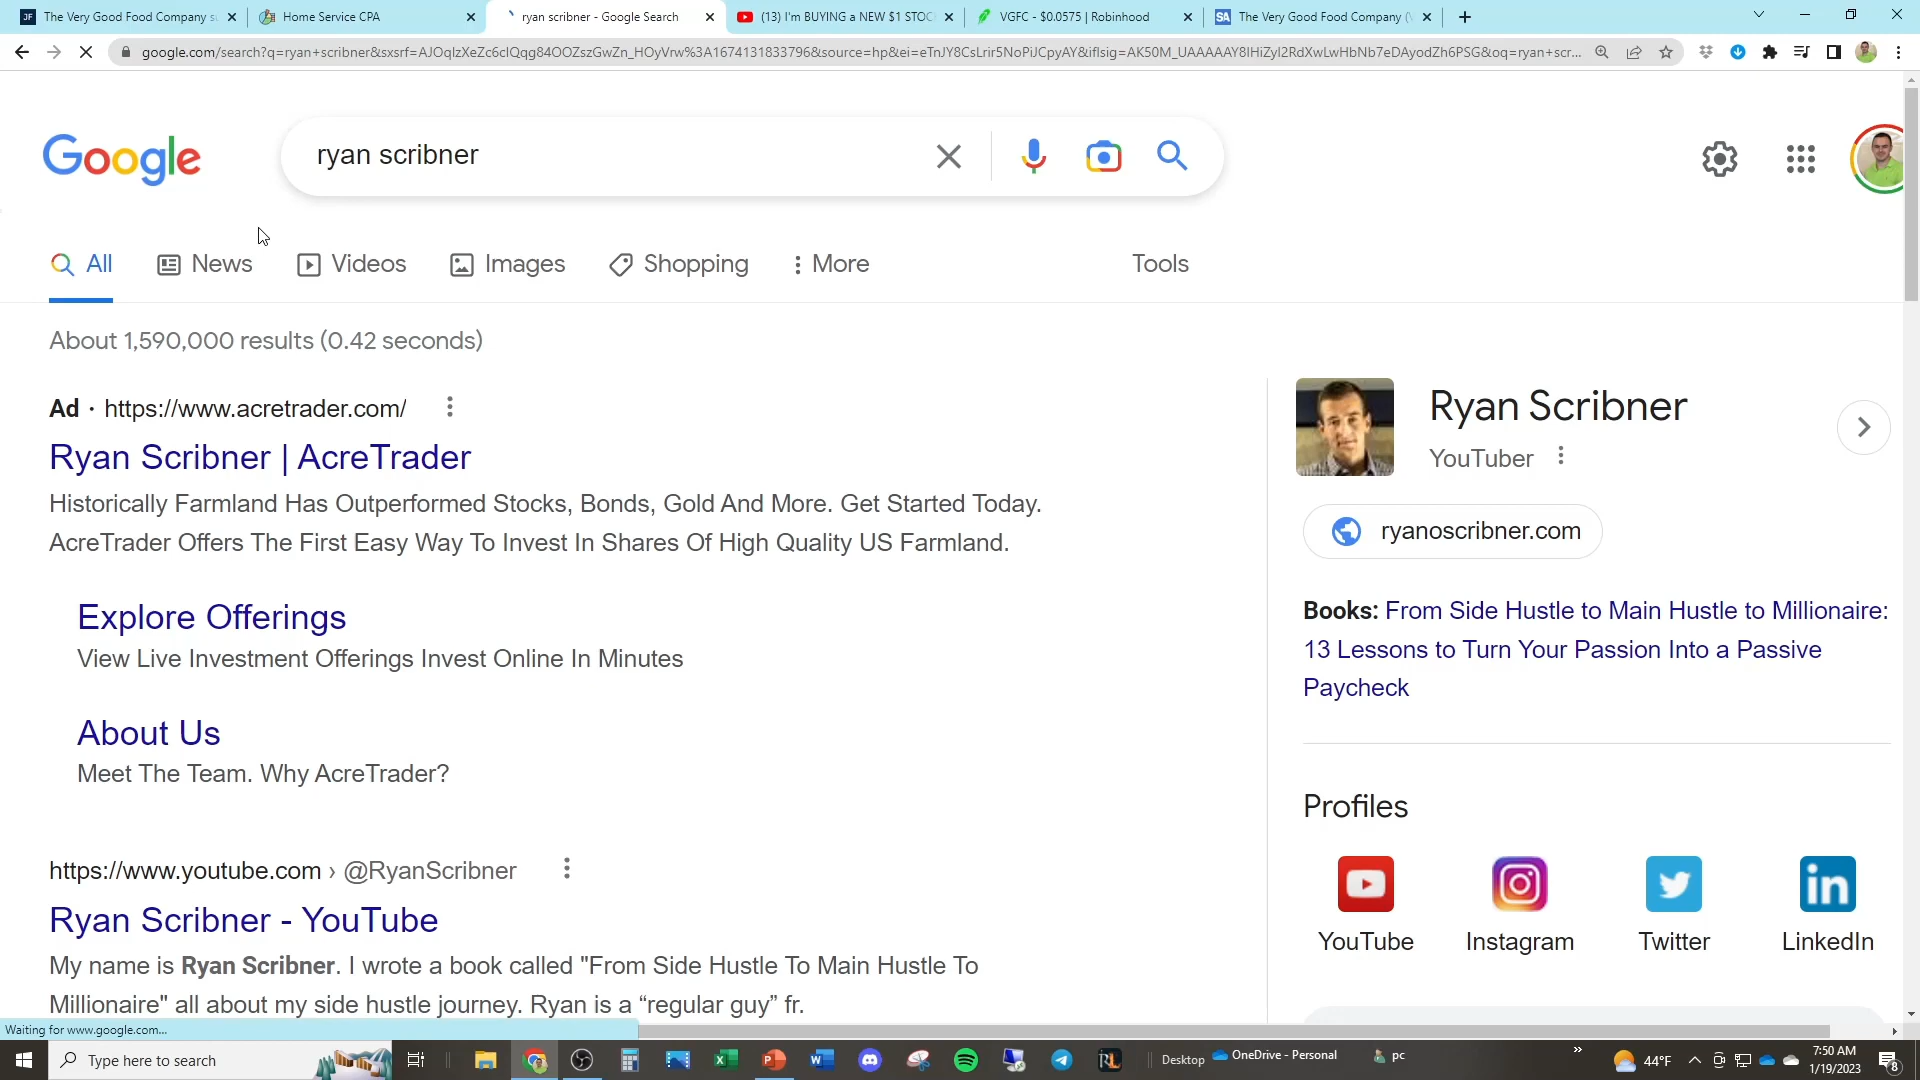 The Very Good Food Company su
Home Service CPA
ryan scribner - Google Search
(13) I'm BUYING a NEW $1 STOC
VGFC - $0.0575 | Robinhood
The Very Good Food Company (V
google.com/search?q=ryan+scribner&sxsrf=AJOqlzXeZc6cIQqg84OOZszGwZn_HOyVrw%3A1674131833796&source=hp&ei=eTnJY8CsLrir5NoPiJCpyAY&iflsig=AK50M_UAAAAAY8lHiZyl2RdXwLwHbNb7eDAyodZh6PSG&oq=ryan+scr...
Google
ryan scribner
All
News
Videos
Images
Shopping
More
Tools
About 1,590,000 results (0.42 seconds)
Ad · https://www.acretrader.com/
Ryan Scribner | AcreTrader
Historically Farmland Has Outperformed Stocks, Bonds, Gold And More. Get Started Today.
AcreTrader Offers The First Easy Way To Invest In Shares Of High Quality US Farmland.
Explore Offerings
View Live Investment Offerings Invest Online In Minutes
About Us
Meet The Team. Why AcreTrader?
https://www.youtube.com › @RyanScribner
Ryan Scribner - YouTube
My name is Ryan Scribner. I wrote a book called "From Side Hustle To Main Hustle To
Millionaire" all about my side hustle journey. Ryan is a “regular guy” fr.
Ryan Scribner
YouTuber
ryanoscribner.com
Books: From Side Hustle to Main Hustle to Millionaire:
13 Lessons to Turn Your Passion Into a Passive
Paycheck
Profiles
YouTube
Instagram
Twitter
LinkedIn
Waiting for www.google.com...
Type here to search
Desktop
OneDrive - Personal
pc
44°F
7:50 AM
1/19/2023
8